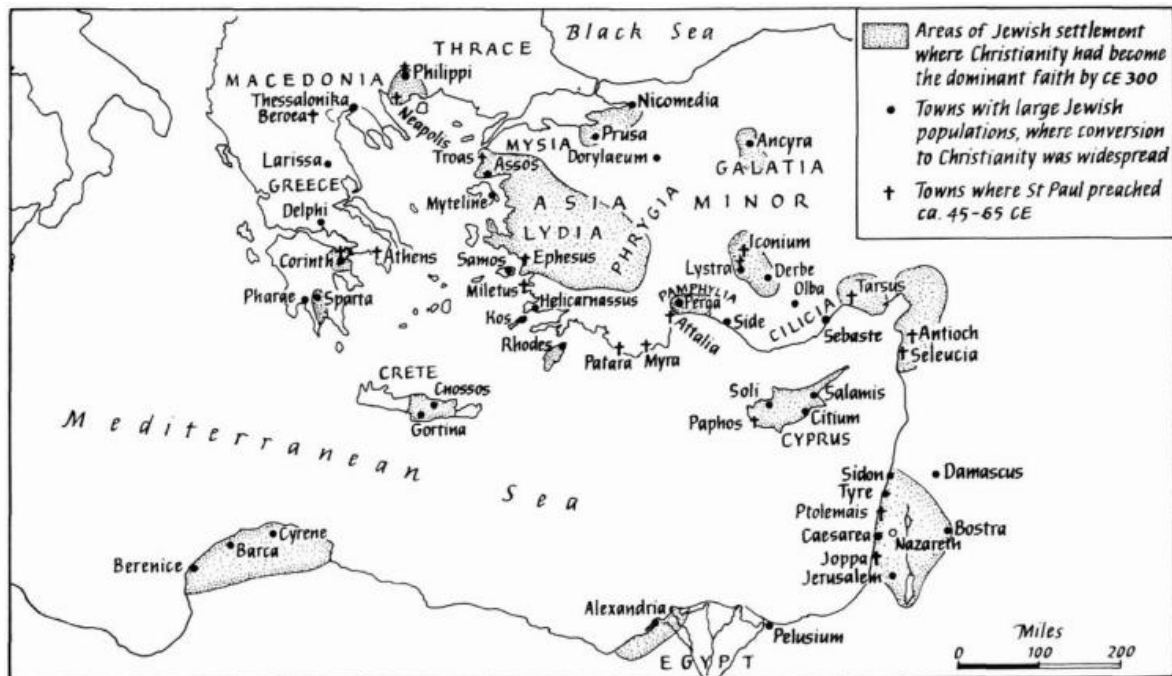 Black Sea
THRACE
MACEDONIA
Philippi
Thessalonika
Beroea
Neapolis
Nicomedia
Prusa
MYSIA
Dorylaeum
Ancyra
GALATIA
Troas
Assos
Larissa
GREECE
Myteline
ASIA
MINOR
LYDIA
PHRYGIA
Delphi
Corinth
Athens
Samos
Ephesus
Iconium
Lystra
Derbe
Miletus
Olba
Tarsus
Pharae
Sparta
Helicarnassus
PAMPHYLIA
Perga
Side
CILICIA
Attalia
Sebaste
Antioch
Seleucia
Kos
Rhodes
Patara
Myra
CRETE
Cnossos
Gortina
Soli
Salamis
Paphos
Citium
CYPRUS
Mediterranean
Sea
Sidon
Damascus
Tyre
Ptolemais
Caesarea
Nazareth
Bostra
Joppa
Jerusalem
Cyrene
Barca
Berenice
Alexandria
Pelusium
EGYPT
Areas of Jewish settlement
where Christianity had become
the dominant faith by CE 300
Towns with large Jewish
populations, where conversion
to Christianity was widespread
Towns where St Paul preached
ca. 45-65 CE
Miles
0 100 200